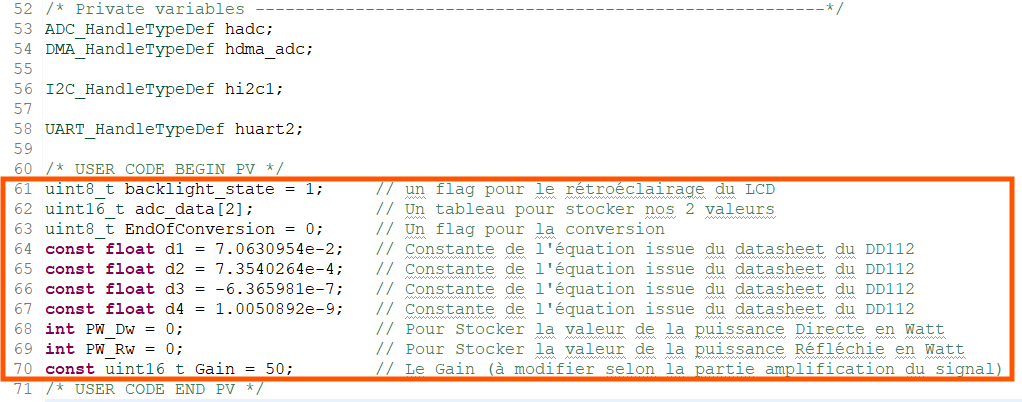 52 /* Private variables ---------------------------------------------------------*/
53 ADC_HandleTypeDef hadc;
54 DMA_HandleTypeDef hdma_adc;
55
56 I2C_HandleTypeDef hi2c1;
57
58 UART_HandleTypeDef huart2;
59
60 /* USER CODE BEGIN PV */
61 uint8_t backlight_state = 1;     // un flag pour le rétroéclairage du LCD
62 uint16_t adc_data[2];            // Un tableau pour stocker nos 2 valeurs
63 uint8_t EndOfConversion = 0;     // Un flag pour la conversion
64 const float d1 = 7.0630954e-2;   // Constante de l'équation issue du datasheet du DD112
65 const float d2 = 7.3540264e-4;   // Constante de l'équation issue du datasheet du DD112
66 const float d3 = -6.365981e-7;   // Constante de l'équation issue du datasheet du DD112
67 const float d4 = 1.0050892e-9;   // Constante de l'équation issue du datasheet du DD112
68 int PW_Dw = 0;                   // Pour Stocker la valeur de la puissance Directe en Watt
69 int PW_Rw = 0;                   // Pour Stocker la valeur de la puissance Réfléchie en Watt
70 const uint16_t Gain = 50;        // Le Gain (à modifier selon la partie amplification du signal)
71 /* USER CODE END PV */